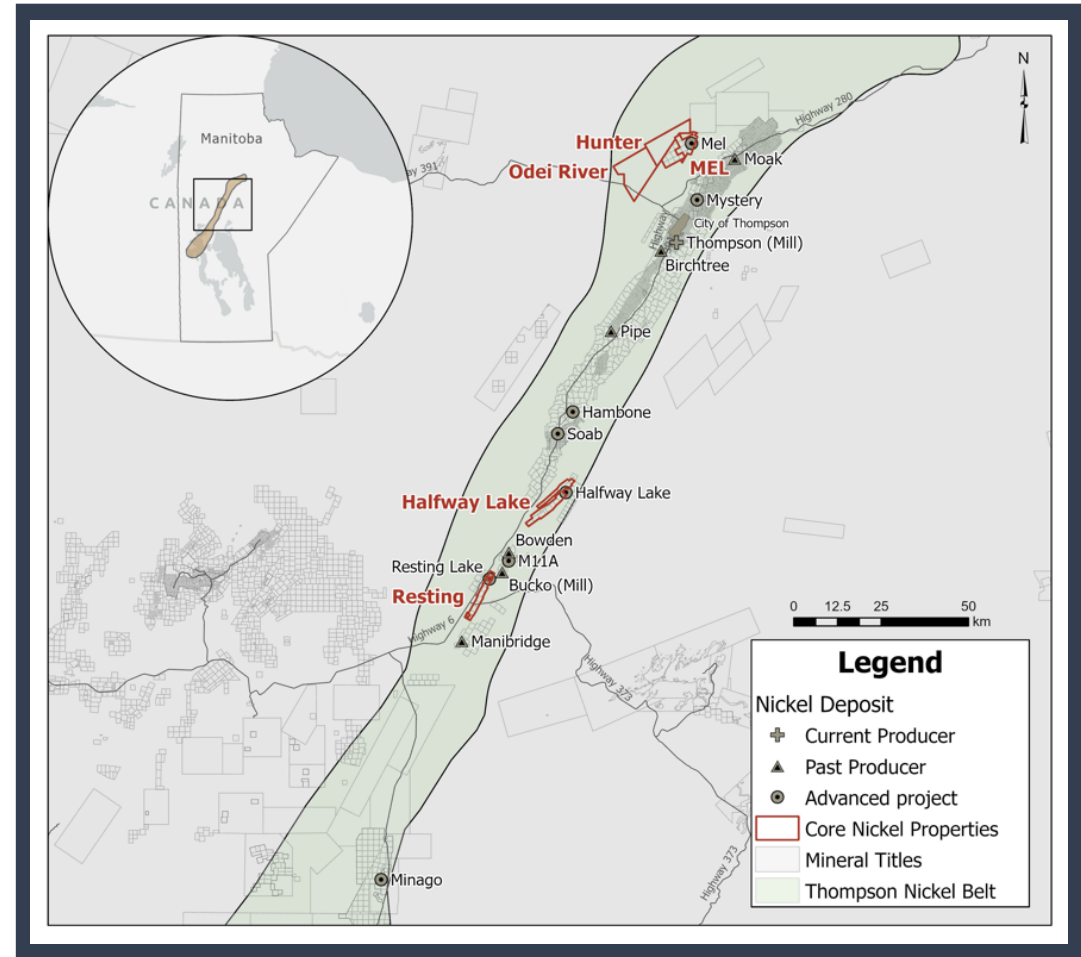 Manitoba
CANADA
N
Highway 280
Hunter
Mel
Odei River
MEL
Moak
ay 391
Mystery
City of Thompson
Highway
Thompson (Mill)
Birchtree
Pipe
Hambone
Soab
Halfway Lake
Halfway Lake
Bowden
M11A
Resting Lake
Bucko (Mill)
Resting
Highway 6
Manibridge
Highway 373
0 12.5 25 50
km
Legend
Nickel Deposit
Current Producer
Past Producer
Advanced project
Core Nickel Properties
Mineral Titles
Thompson Nickel Belt
Highway 373
Minago